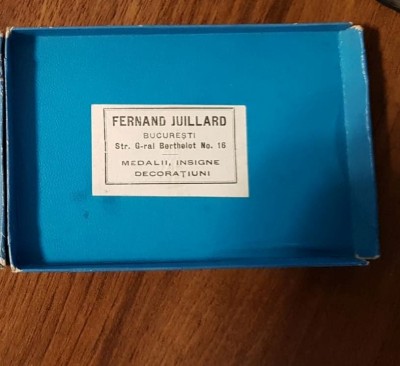 FERNAND JUILLARD
BUCUREȘTI
Str. G-ral Berthelot No. 16
MEDALII, INSIGNE
DECORAȚIUNI